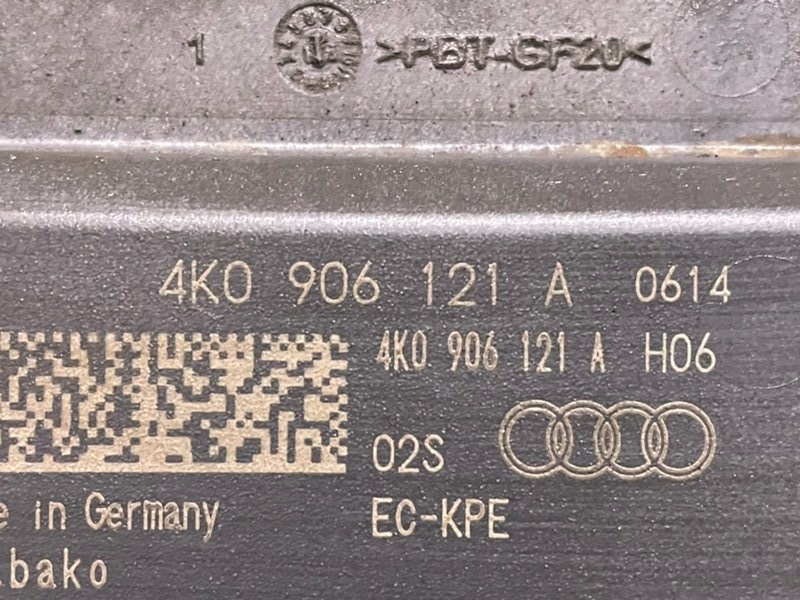 1 >PBT-GF20<
4K0 906 121 A 0614
4K0 906 121 A H06
02S
e in Germany
EC-KPE
.bako